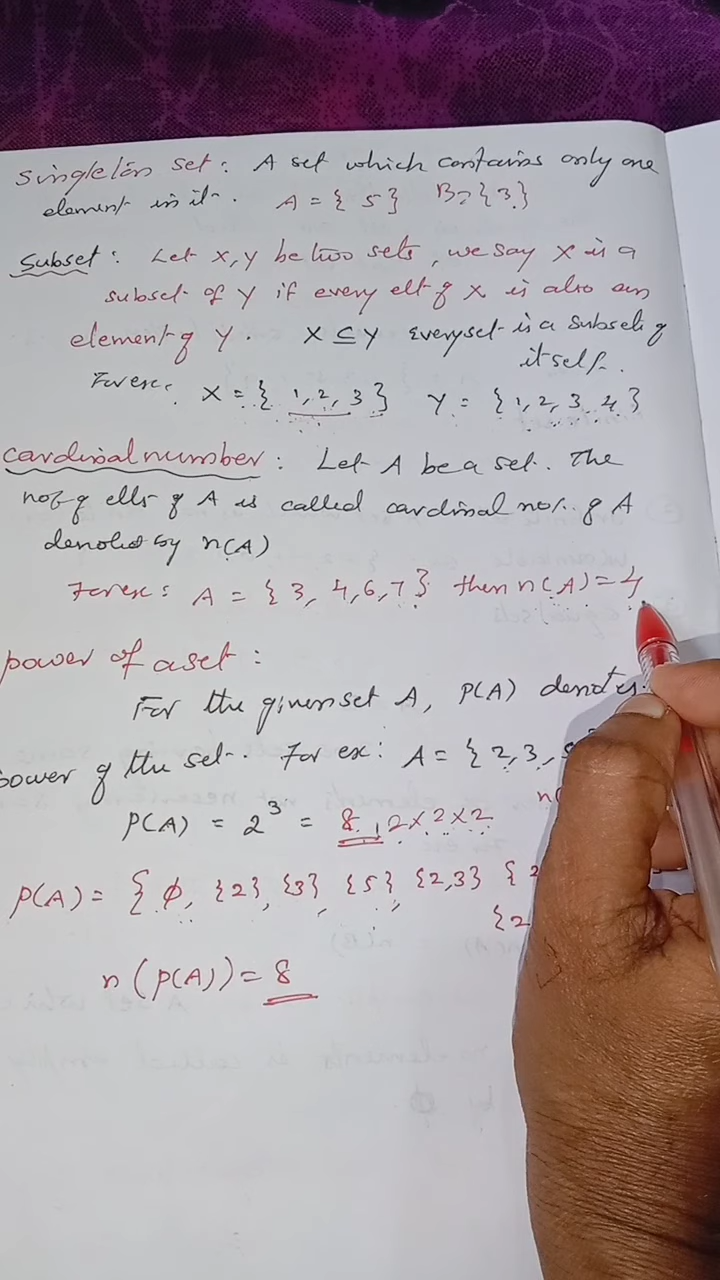 Singleton set: A set which contains only one
element in it. A = { 5 } B = { 3 }
Subset: Let X, Y be two sets, we say X is a
subset of Y if every elt of X is also an
element of Y. X ⊆ Y Every set is a subset of
itself.
For ex: X = { 1, 2, 3 } Y = { 1, 2, 3, 4 }
cardinal number: Let A be a set. The
no. of elts of A is called cardinal no. of A
denoted by n(A)
For ex: A = { 3, 4, 6, 7 } then n(A) = 4
power of a set:
For the given set A, P(A) denotes
power of the set. For ex: A = { 2, 3,
P(A) = 2³ = 8, 2×2×2
P(A) = { ϕ, {2}, {3}, {5} {2,3} {
{2
n (P(A)) = 8